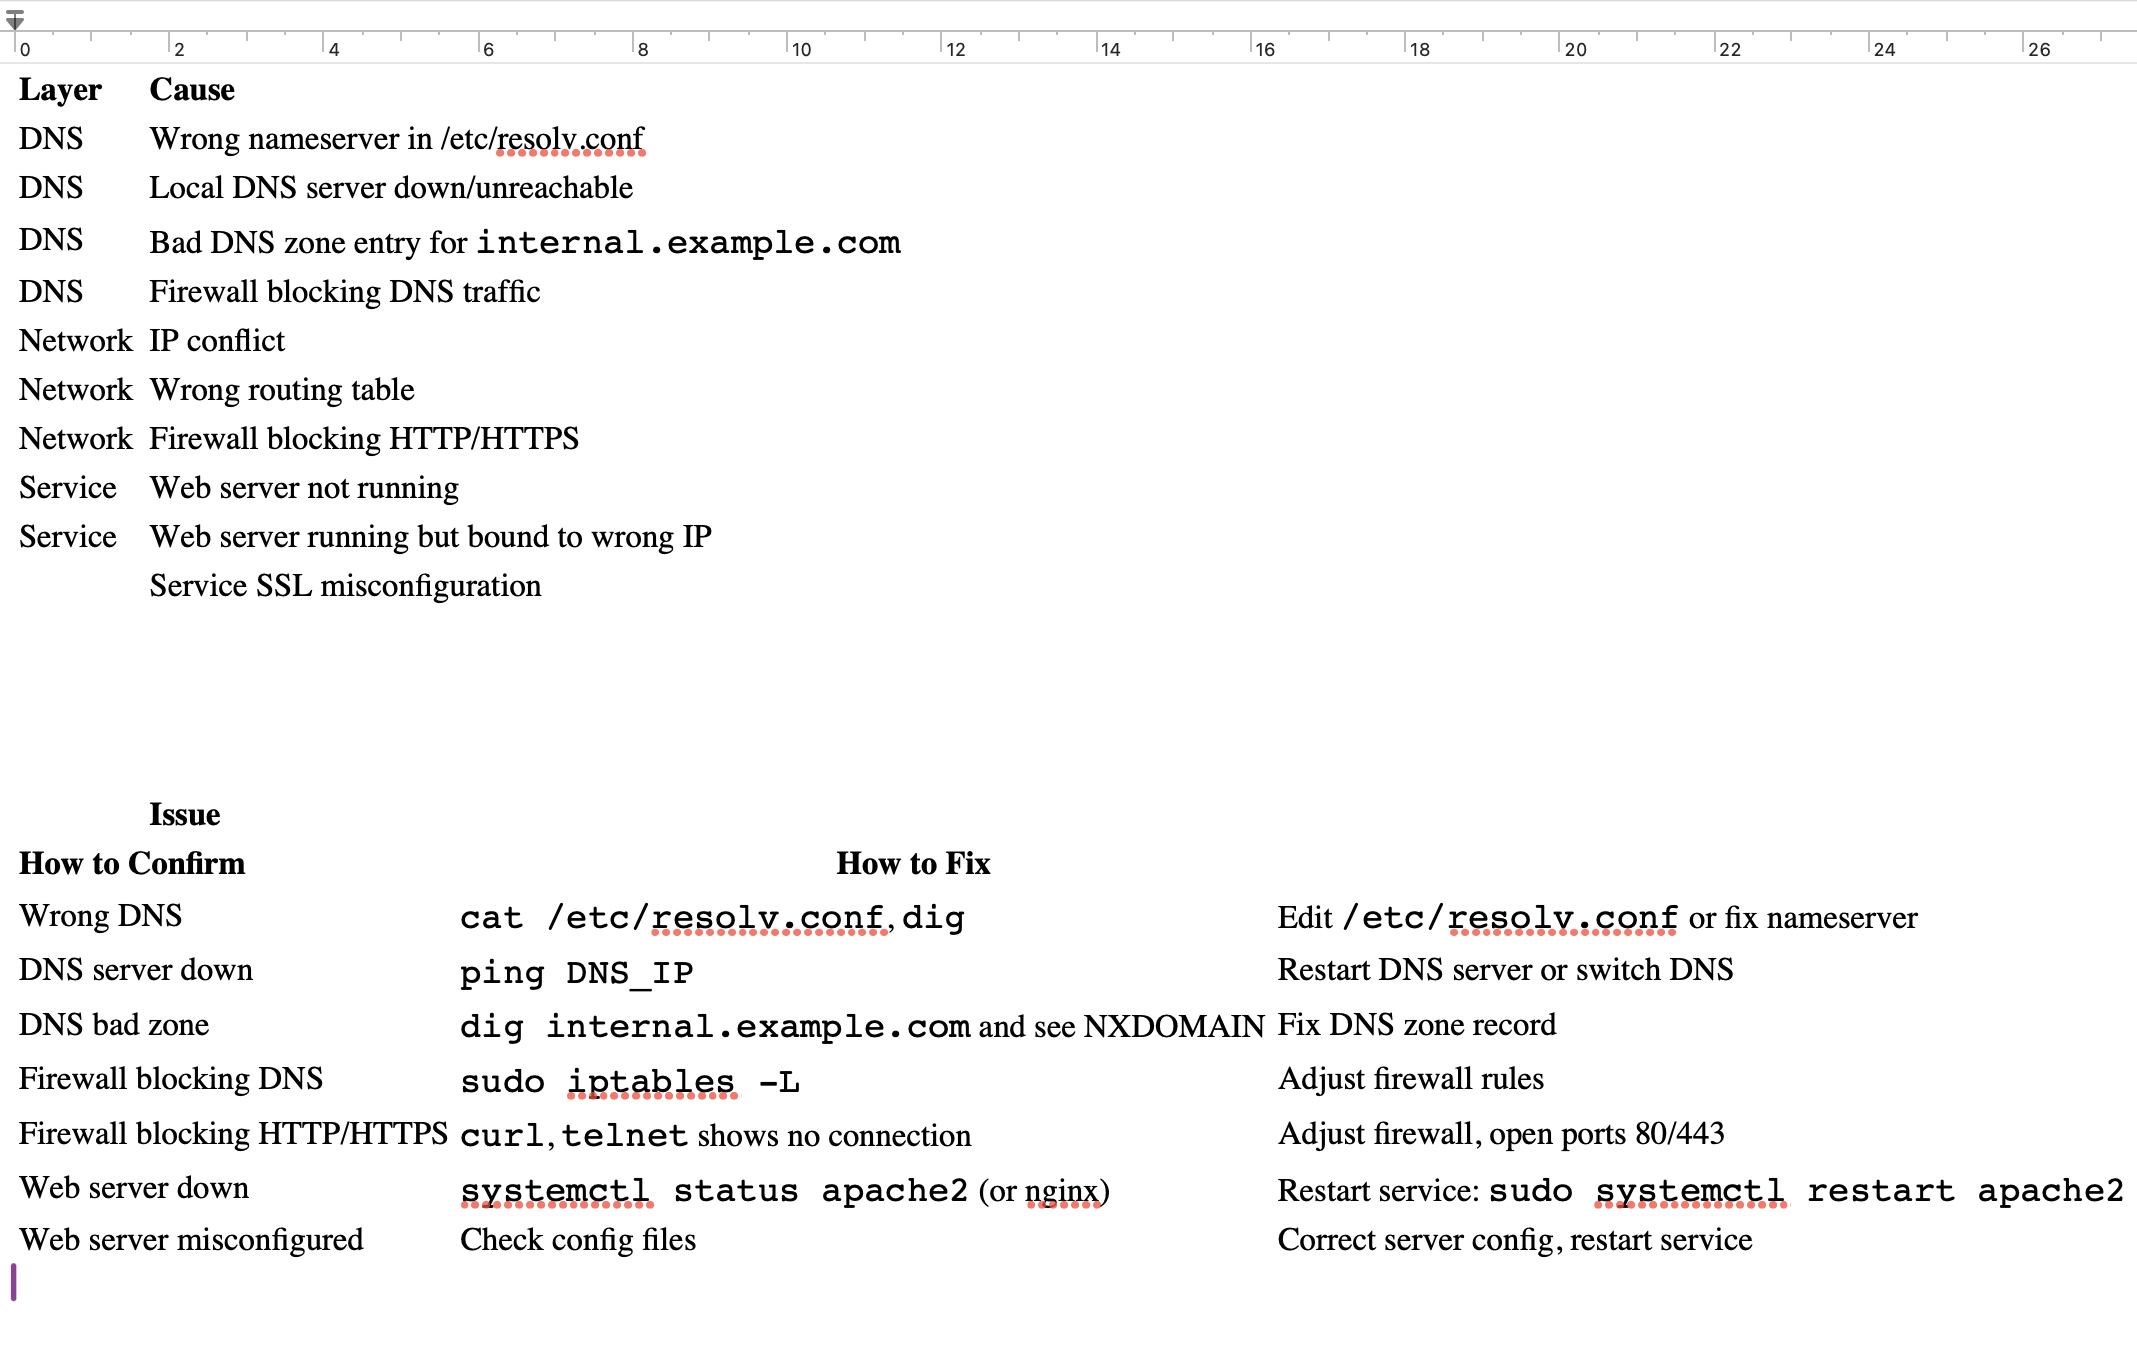 0 2 4 6 8 10 12 14 16 18 20 22 24 26
Layer Cause
DNS Wrong nameserver in /etc/resolv.conf
DNS Local DNS server down/unreachable
DNS Bad DNS zone entry for internal.example.com
DNS Firewall blocking DNS traffic
Network IP conflict
Network Wrong routing table
Network Firewall blocking HTTP/HTTPS
Service Web server not running
Service Web server running but bound to wrong IP
Service SSL misconfiguration
Issue
How to Confirm How to Fix
Wrong DNS cat /etc/resolv.conf, dig Edit /etc/resolv.conf or fix nameserver
DNS server down ping DNS_IP Restart DNS server or switch DNS
DNS bad zone dig internal.example.com and see NXDOMAIN Fix DNS zone record
Firewall blocking DNS sudo iptables -L Adjust firewall rules
Firewall blocking HTTP/HTTPS curl, telnet shows no connection Adjust firewall, open ports 80/443
Web server down systemctl status apache2 (or nginx) Restart service: sudo systemctl restart apache2
Web server misconfigured Check config files Correct server config, restart service